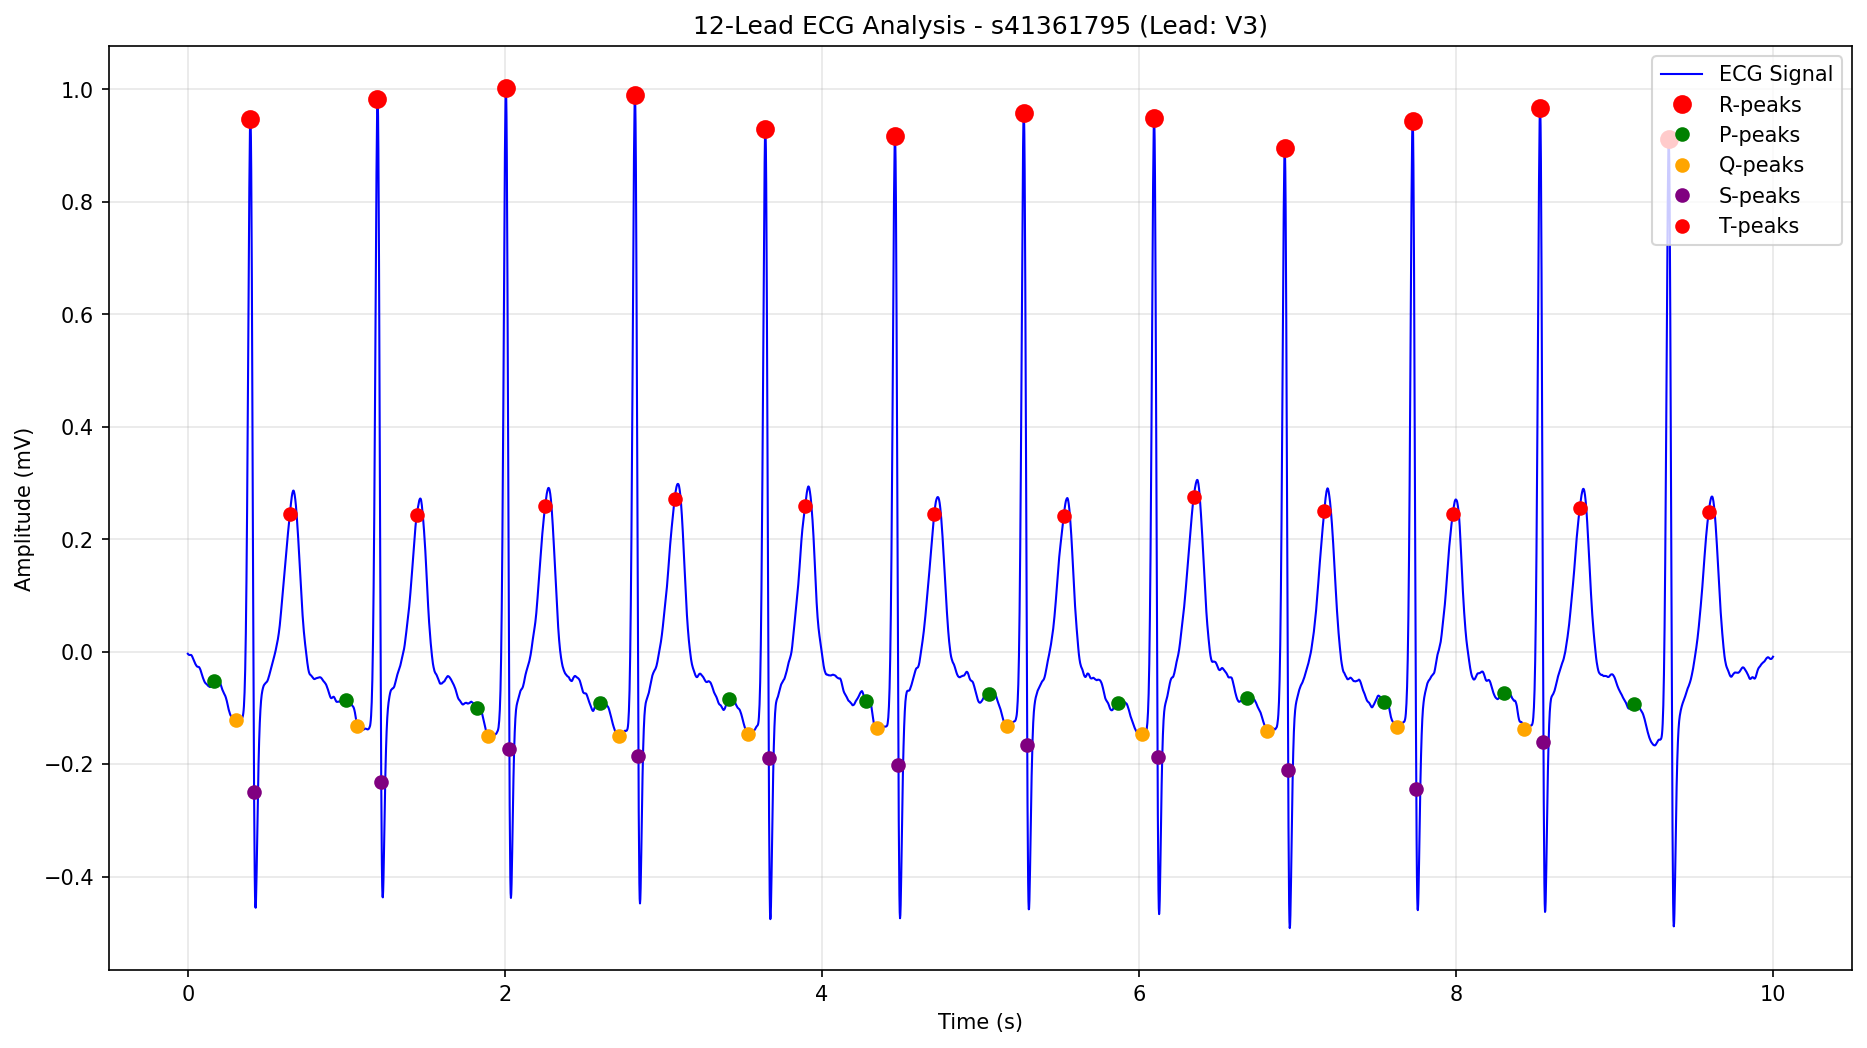 12-Lead ECG Analysis - s41361795 (Lead: V3)
ECG Signal
R-peaks
P-peaks
Q-peaks
S-peaks
T-peaks
1.0
0.8
0.6
0.4
0.2
0.0
−0.2
−0.4
Amplitude (mV)
0 2 4 6 8 10
Time (s)